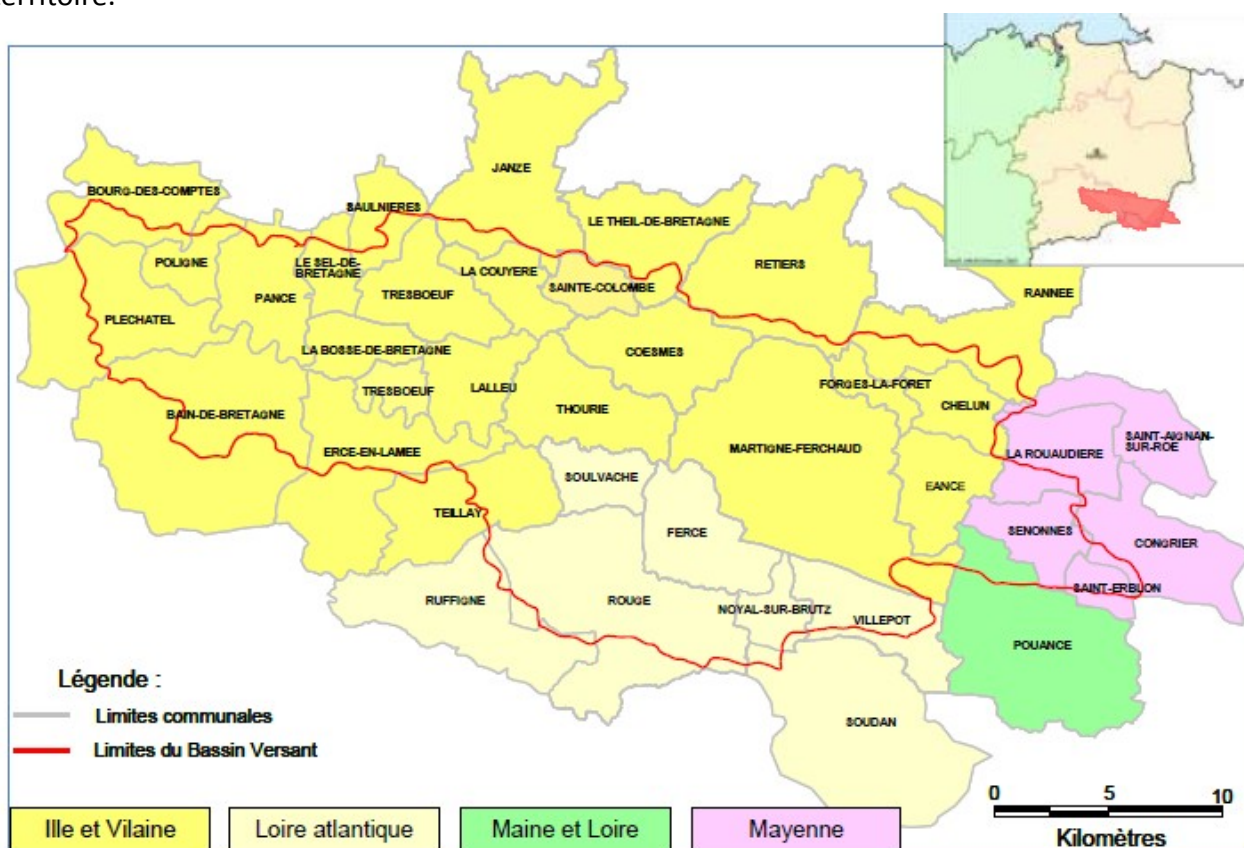 territoire.
JANZE
BOURG-DES-COMPTES
SAULNIERES
LE THEIL-DE-BRETAGNE
POLIGNE
LE SEL-DE-
BRETAGNE
LA COUYERE
RETIERS
PANCE
TRESBOEUF
SAINTE-COLOMBE
RANNEE
PLECHATEL
LA BOSSE-DE-BRETAGNE
COESMES
TRESBOEUF
LALLEU
FORGES-LA-FORET
BAIN-DE-BRETAGNE
THOURIE
CHELUN
ERCE-EN-LAMEE
MARTIGNE-FERCHAUD
LA ROUAUDIERE
SAINT-AIGNAN-
SUR-ROE
SOULVACHE
EANCE
TEILLAY
FERCE
SENONNES
CONGRIER
SAINT-ERBLON
RUFFIGNE
ROUGE
NOYAL-SUR-BRUTZ
VILLEPOT
POUANCE
SOUDAN
Légende :
Limites communales
Limites du Bassin Versant
0 5 10
Kilomètres
Ille et Vilaine
Loire atlantique
Maine et Loire
Mayenne